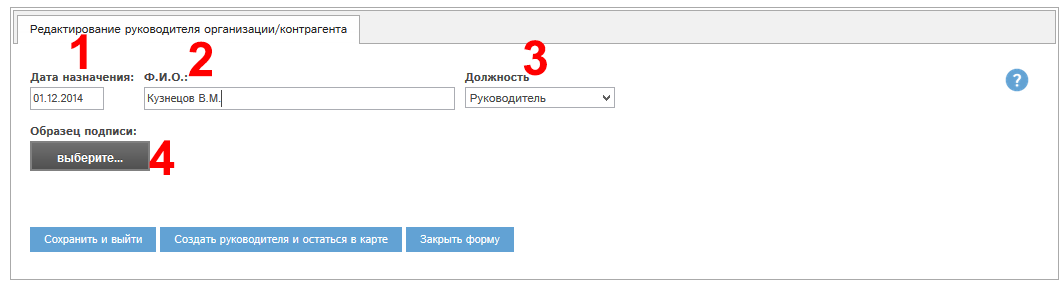 Редактирование руководителя организации/контрагента
1 2 3
Дата назначения: Ф.И.О.: Должность
01.12.2014 Кузнецов В.М. Руководитель ?
Образец подписи:
выберите... 4
Сохранить и выйти Создать руководителя и остаться в карте Закрыть форму